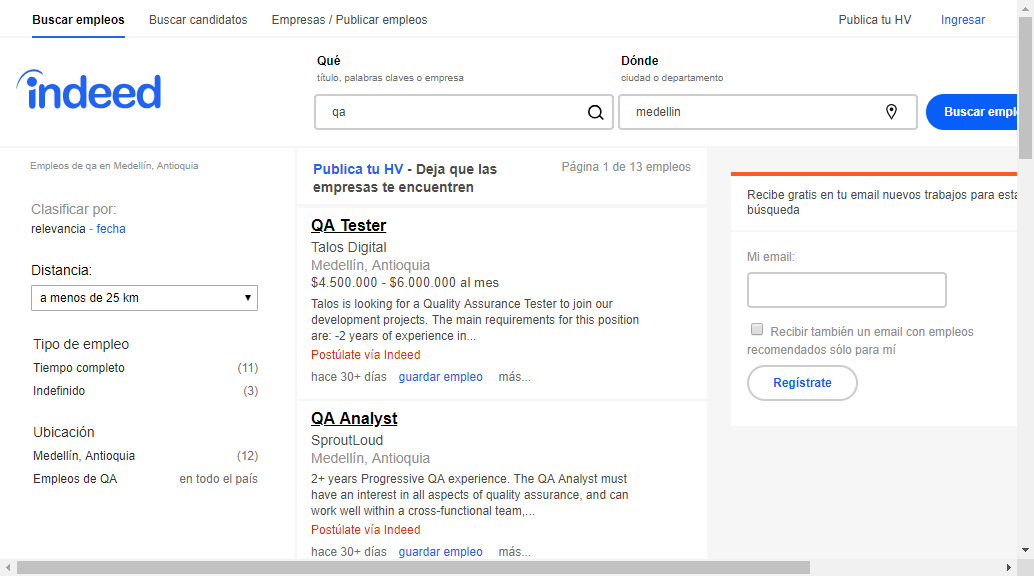 Buscar empleos Buscar candidatos Empresas / Publicar empleos Publica tu HV Ingresar
indeed
Qué
título, palabras claves o empresa
qa
Dónde
ciudad o departamento
medellin
Buscar empl
Empleos de qa en Medellín, Antioquia
Clasificar por:
relevancia - fecha
Distancia:
a menos de 25 km
Tipo de empleo
Tiempo completo (11)
Indefinido (3)
Ubicación
Medellín, Antioquia (12)
Empleos de QA en todo el país
Publica tu HV - Deja que las
empresas te encuentren
Página 1 de 13 empleos
QA Tester
Talos Digital
Medellín, Antioquia
$4.500.000 - $6.000.000 al mes
Talos is looking for a Quality Assurance Tester to join our
development projects. The main requirements for this position
are: -2 years of experience in...
Postúlate vía Indeed
hace 30+ días guardar empleo más...
QA Analyst
SproutLoud
Medellín, Antioquia
2+ years Progressive QA experience. The QA Analyst must
have an interest in all aspects of quality assurance, and can
work well within a cross-functional team,...
Postúlate vía Indeed
hace 30+ días guardar empleo más...
Recibe gratis en tu email nuevos trabajos para esta
búsqueda
Mi email:
Recibir también un email con empleos
recomendados sólo para mí
Regístrate